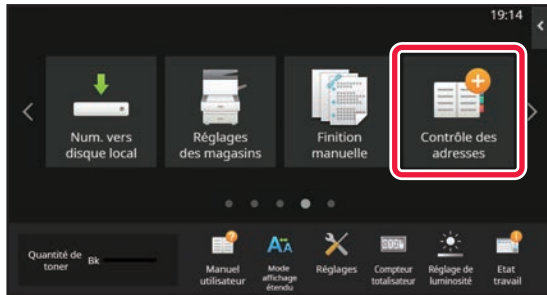 19:14
Num. vers
disque local
Réglages
des magasins
Finition
manuelle
Contrôle des
adresses
Quantité de
toner
Bk
Manuel
utilisateur
Mode
affichage
étendu
Réglages
Compteur
totalisateur
Réglage de
luminosité
Etat
travail